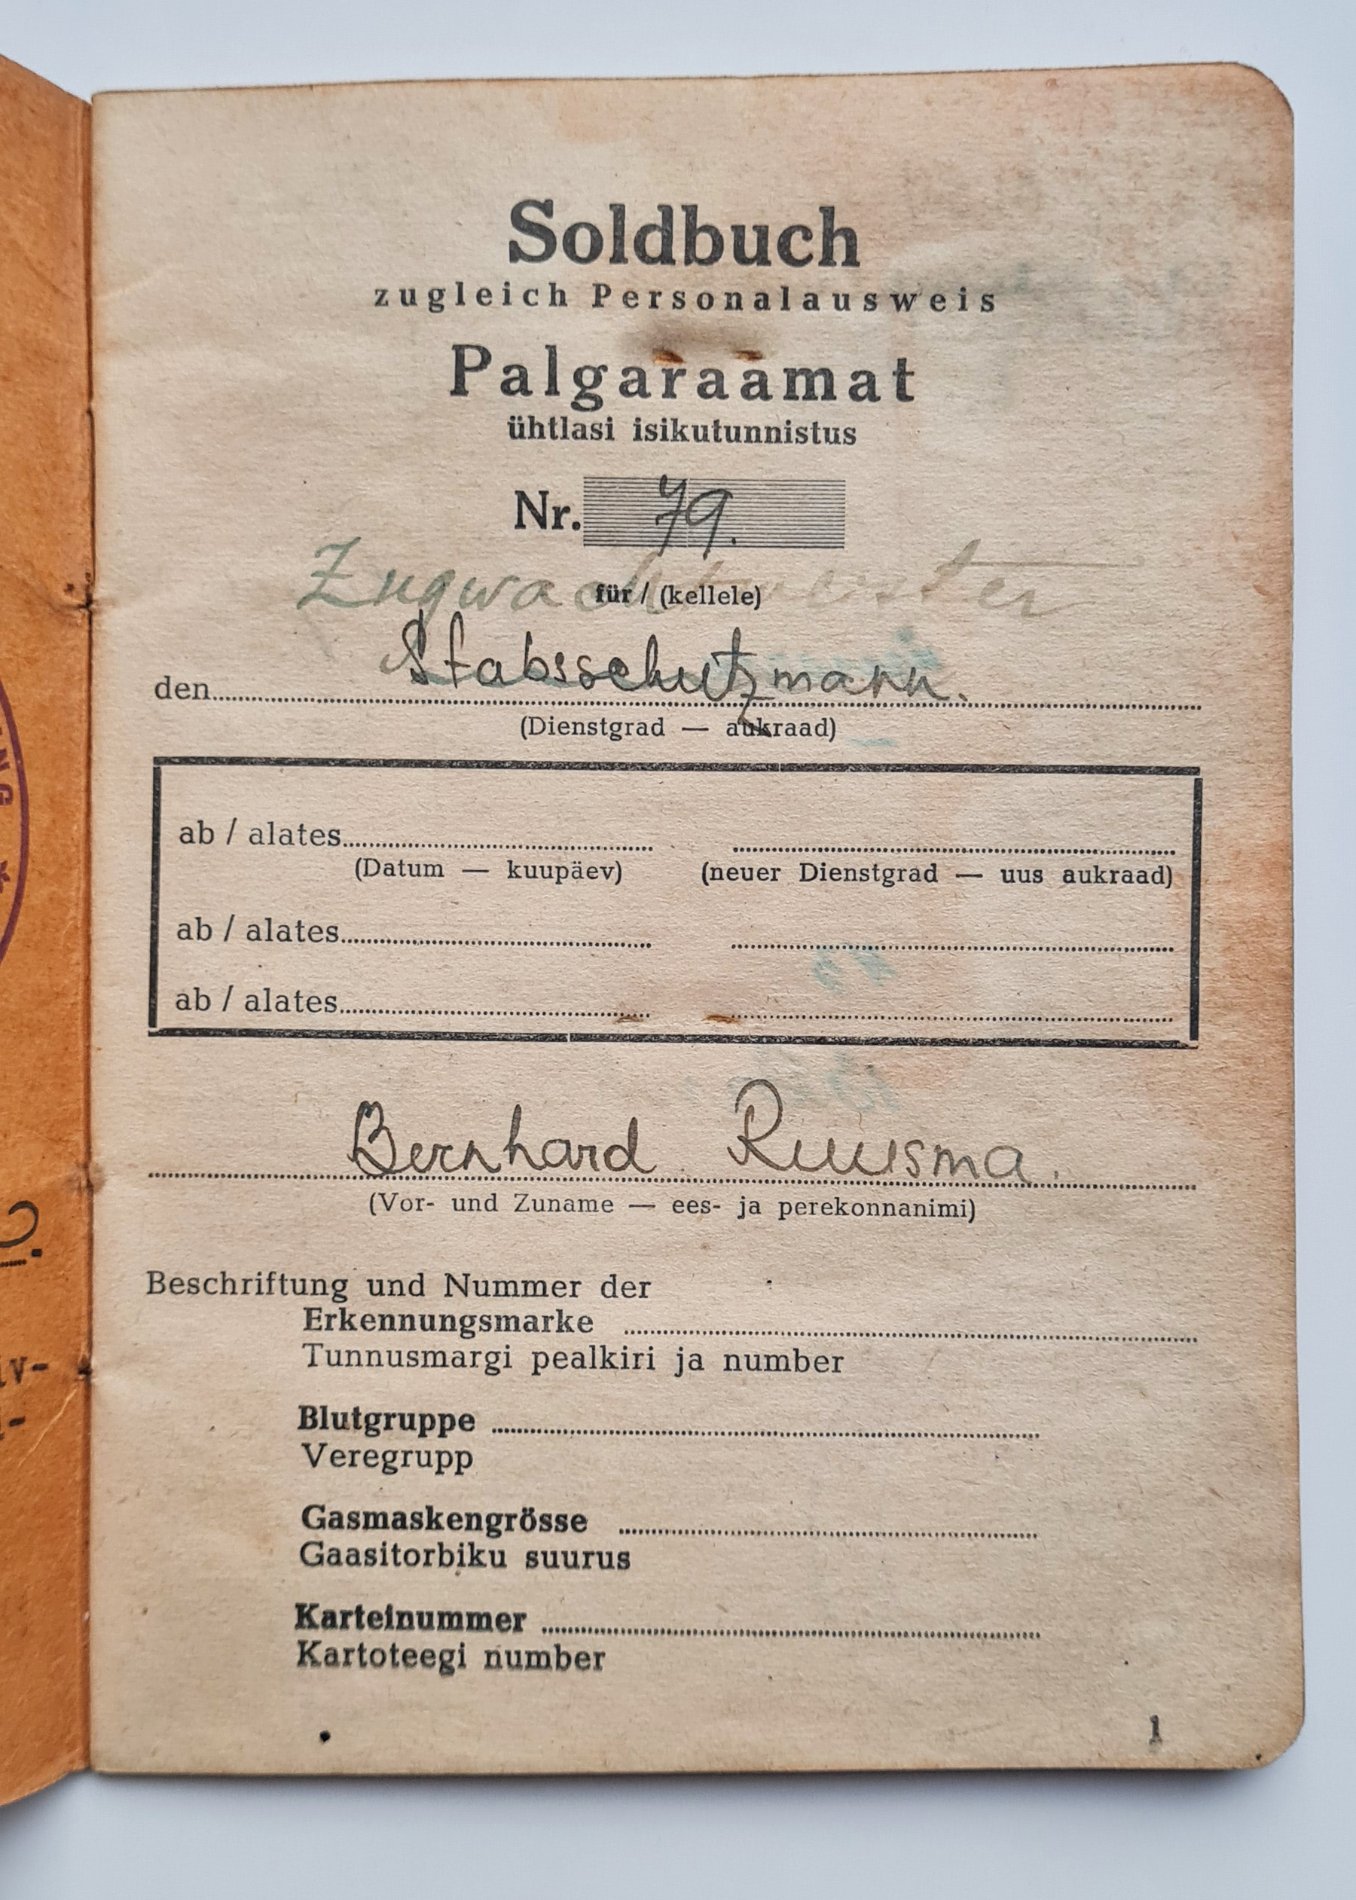 Soldbuch
zugleich Personalausweis
Palgaraamat
ühtlasi isikutunnistus
Nr. 79.
Zugwachtmeister
für / (kellele)
den Stabsschutzmann.
(Dienstgrad — aukraad)
ab / alates
(Datum — kuupäev) (neuer Dienstgrad — uus aukraad)
ab / alates
ab / alates
Bernhard Ruusma.
(Vor- und Zuname — ees- ja perekonnanimi)
Beschriftung und Nummer der
Erkennungsmarke
Tunnusmargi pealkiri ja number
Blutgruppe
Veregrupp
Gasmaskengrösse
Gaasitorbiku suurus
Karteinummer
Kartoteegi number
1